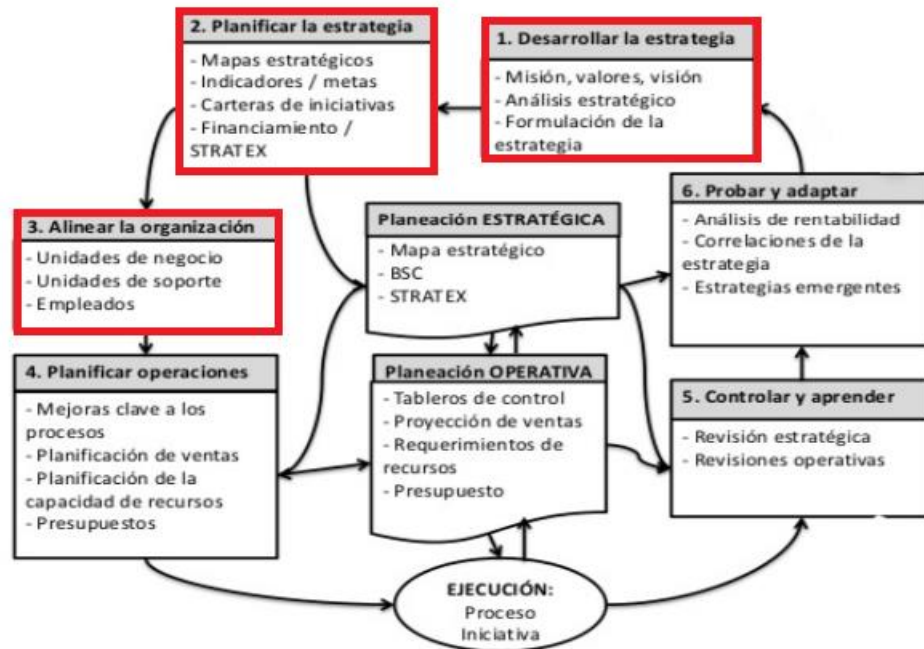 2. Planificar la estrategia
- Mapas estratégicos
- Indicadores / metas
- Carteras de iniciativas
- Financiamiento /
STRATEX
1. Desarrollar la estrategia
- Misión, valores, visión
- Análisis estratégico
- Formulación de la
estrategia
3. Alinear la organización
- Unidades de negocio
- Unidades de soporte
- Empleados
Planeación ESTRATÉGICA
- Mapa estratégico
- BSC
- STRATEX
6. Probar y adaptar
- Análisis de rentabilidad
- Correlaciones de la
estrategia
- Estrategias emergentes
4. Planificar operaciones
- Mejoras clave a los
procesos
- Planificación de ventas
- Planificación de la
capacidad de recursos
- Presupuestos
Planeación OPERATIVA
- Tableros de control
- Proyección de ventas
- Requerimientos de
recursos
- Presupuesto
5. Controlar y aprender
- Revisión estratégica
- Revisiones operativas
EJECUCIÓN:
Proceso
Iniciativa